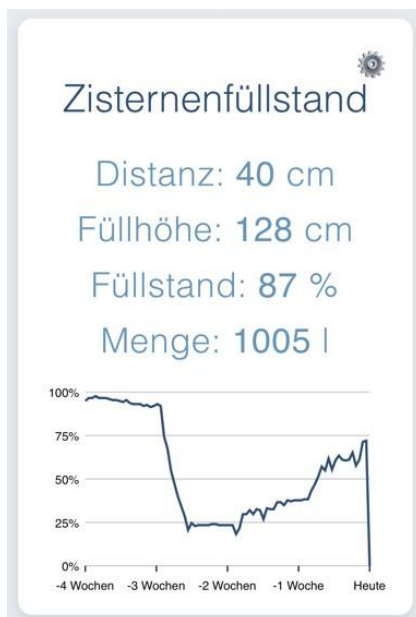 Zisternenfüllstand
Distanz: 40 cm
Füllhöhe: 128 cm
Füllstand: 87 %
Menge: 1005 l
100%
75%
50%
25%
0%
-4 Wochen -3 Wochen -2 Wochen -1 Woche Heute